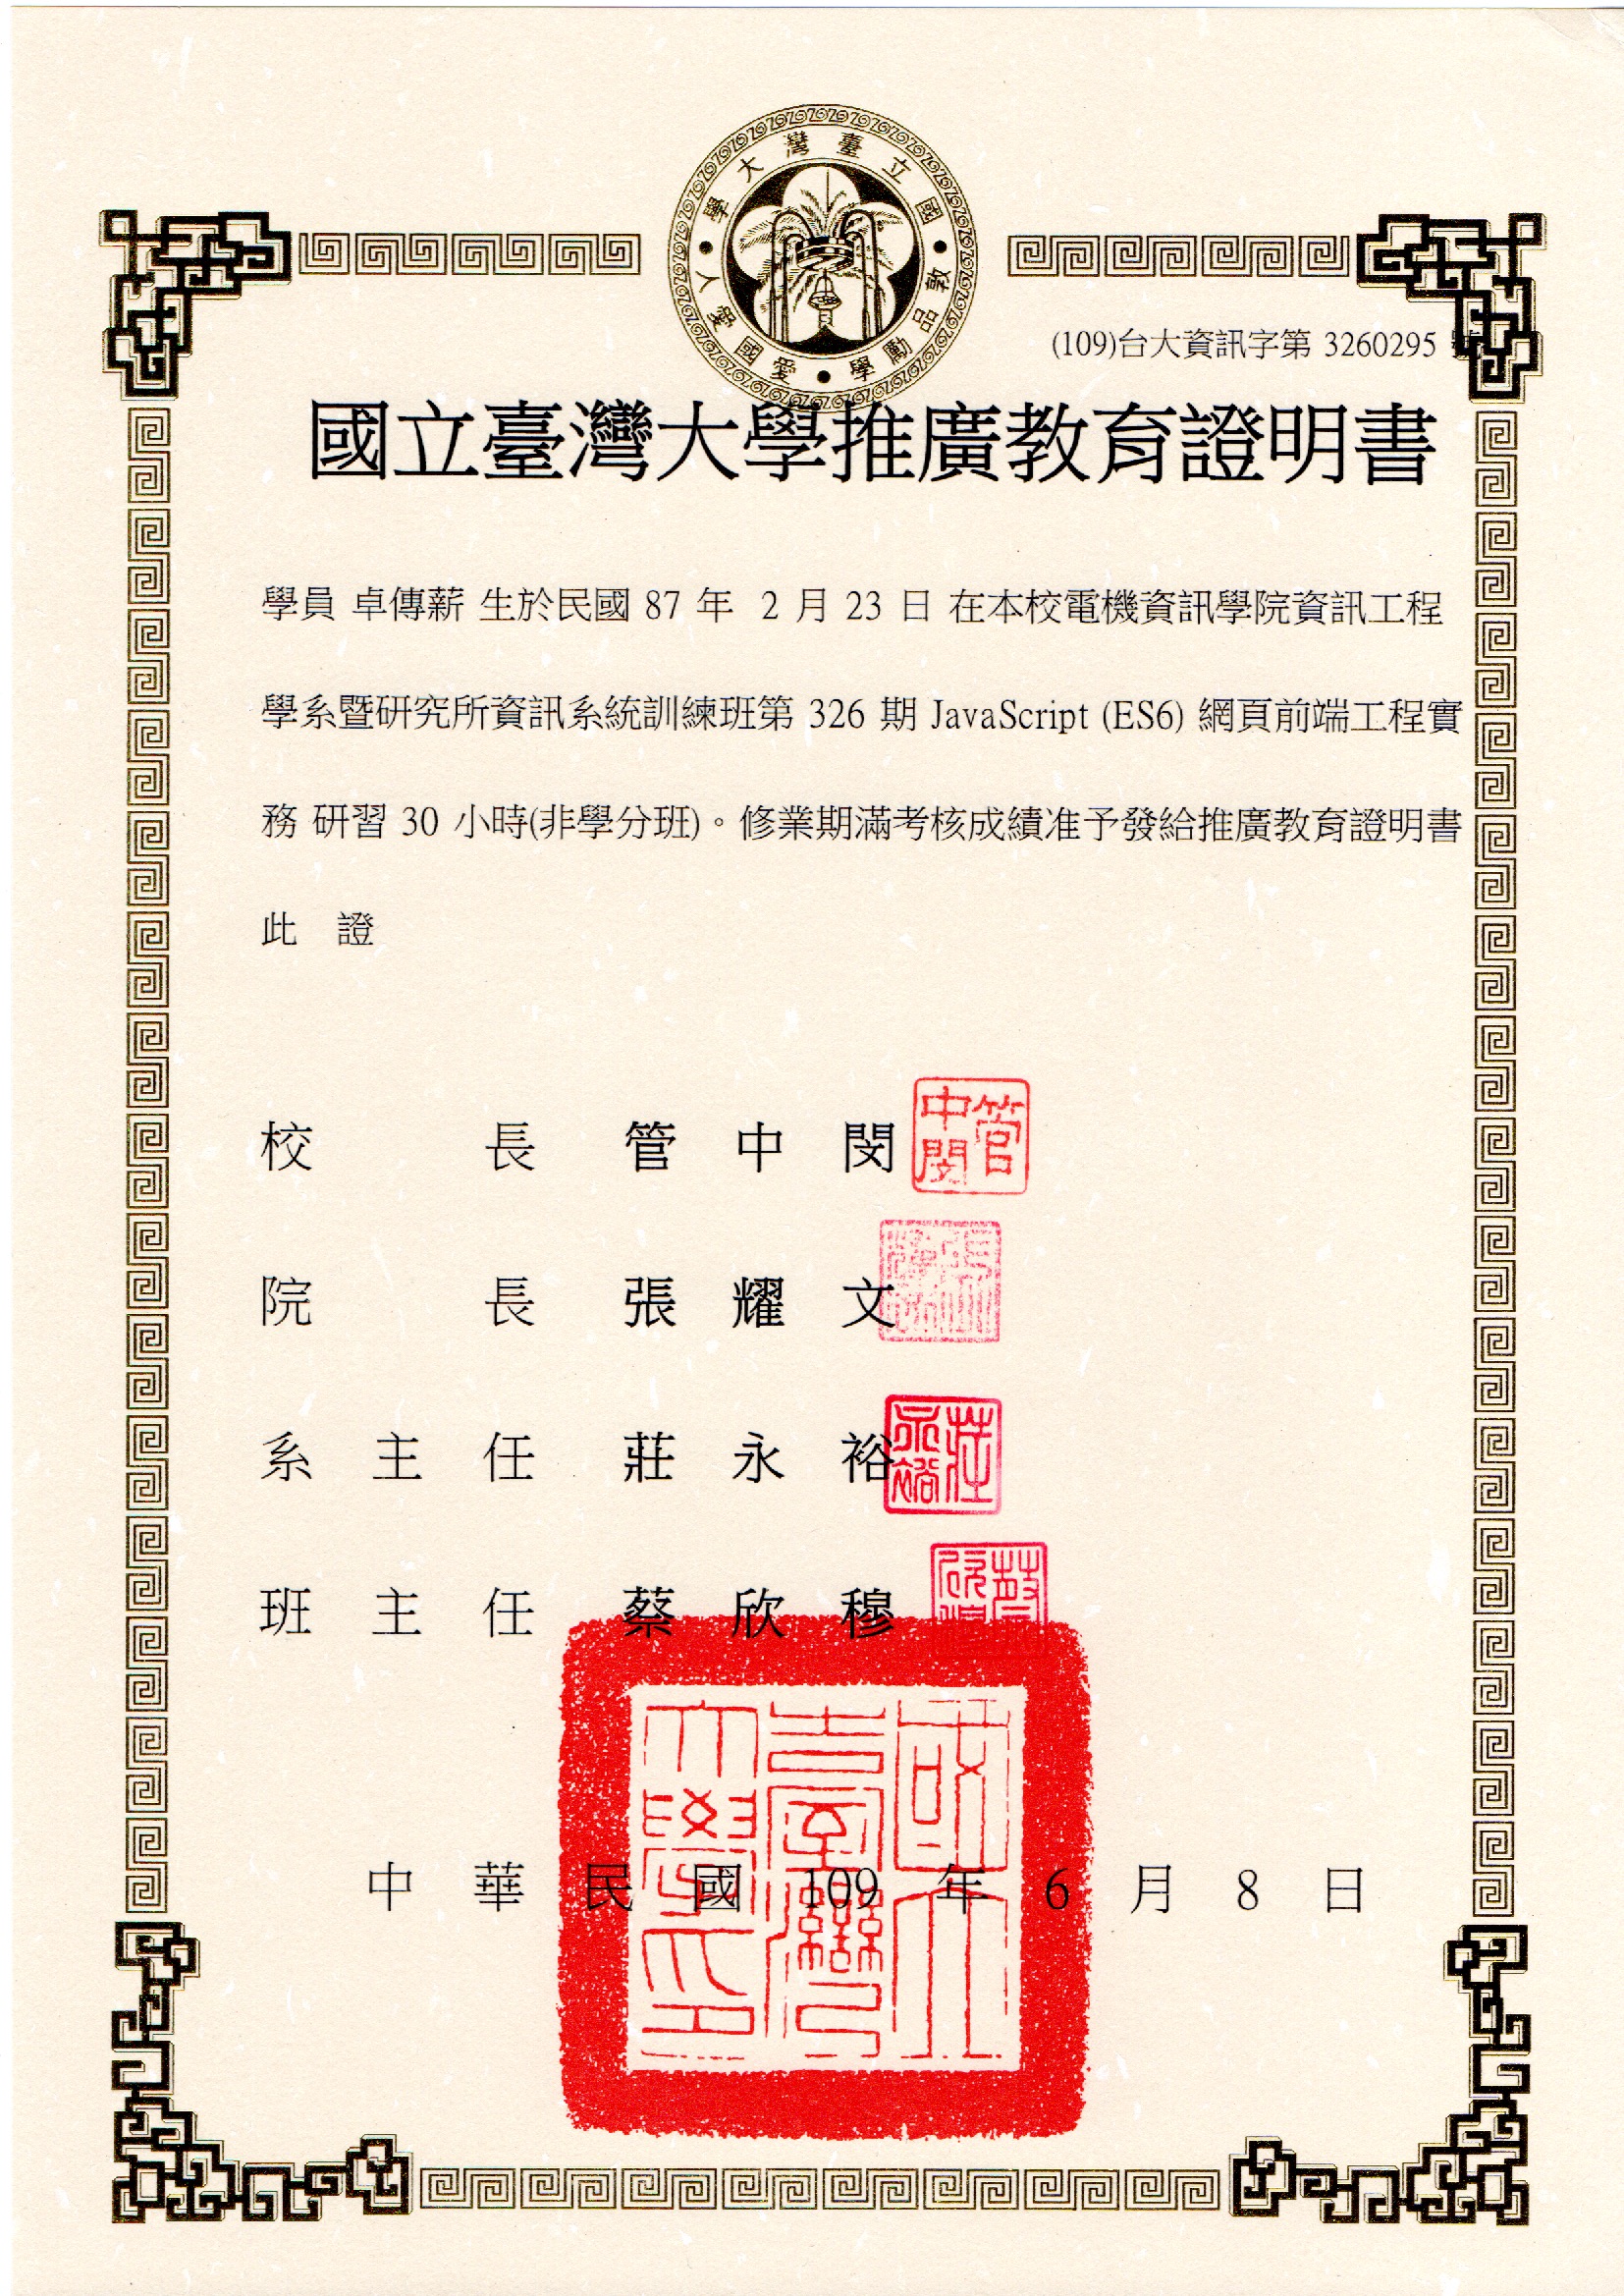 國立臺灣大學
敦品勵學 愛國愛人
(109)台大資訊字第 3260295 號
國立臺灣大學推廣教育證明書
學員 卓傳薪 生於民國 87 年 2 月 23 日 在本校電機資訊學院資訊工程
學系暨研究所資訊系統訓練班第 326 期 JavaScript (ES6) 網頁前端工程實
務 研習 30 小時(非學分班)。修業期滿考核成績准予發給推廣教育證明書
此 證
校 長 管 中 閔
管中閔
院 長 張 耀 文
系 主 任 莊 永 裕
莊永裕
班 主 任 蔡 欣 穆
國立臺灣大學印
中 華 民 國 109 年 6 月 8 日